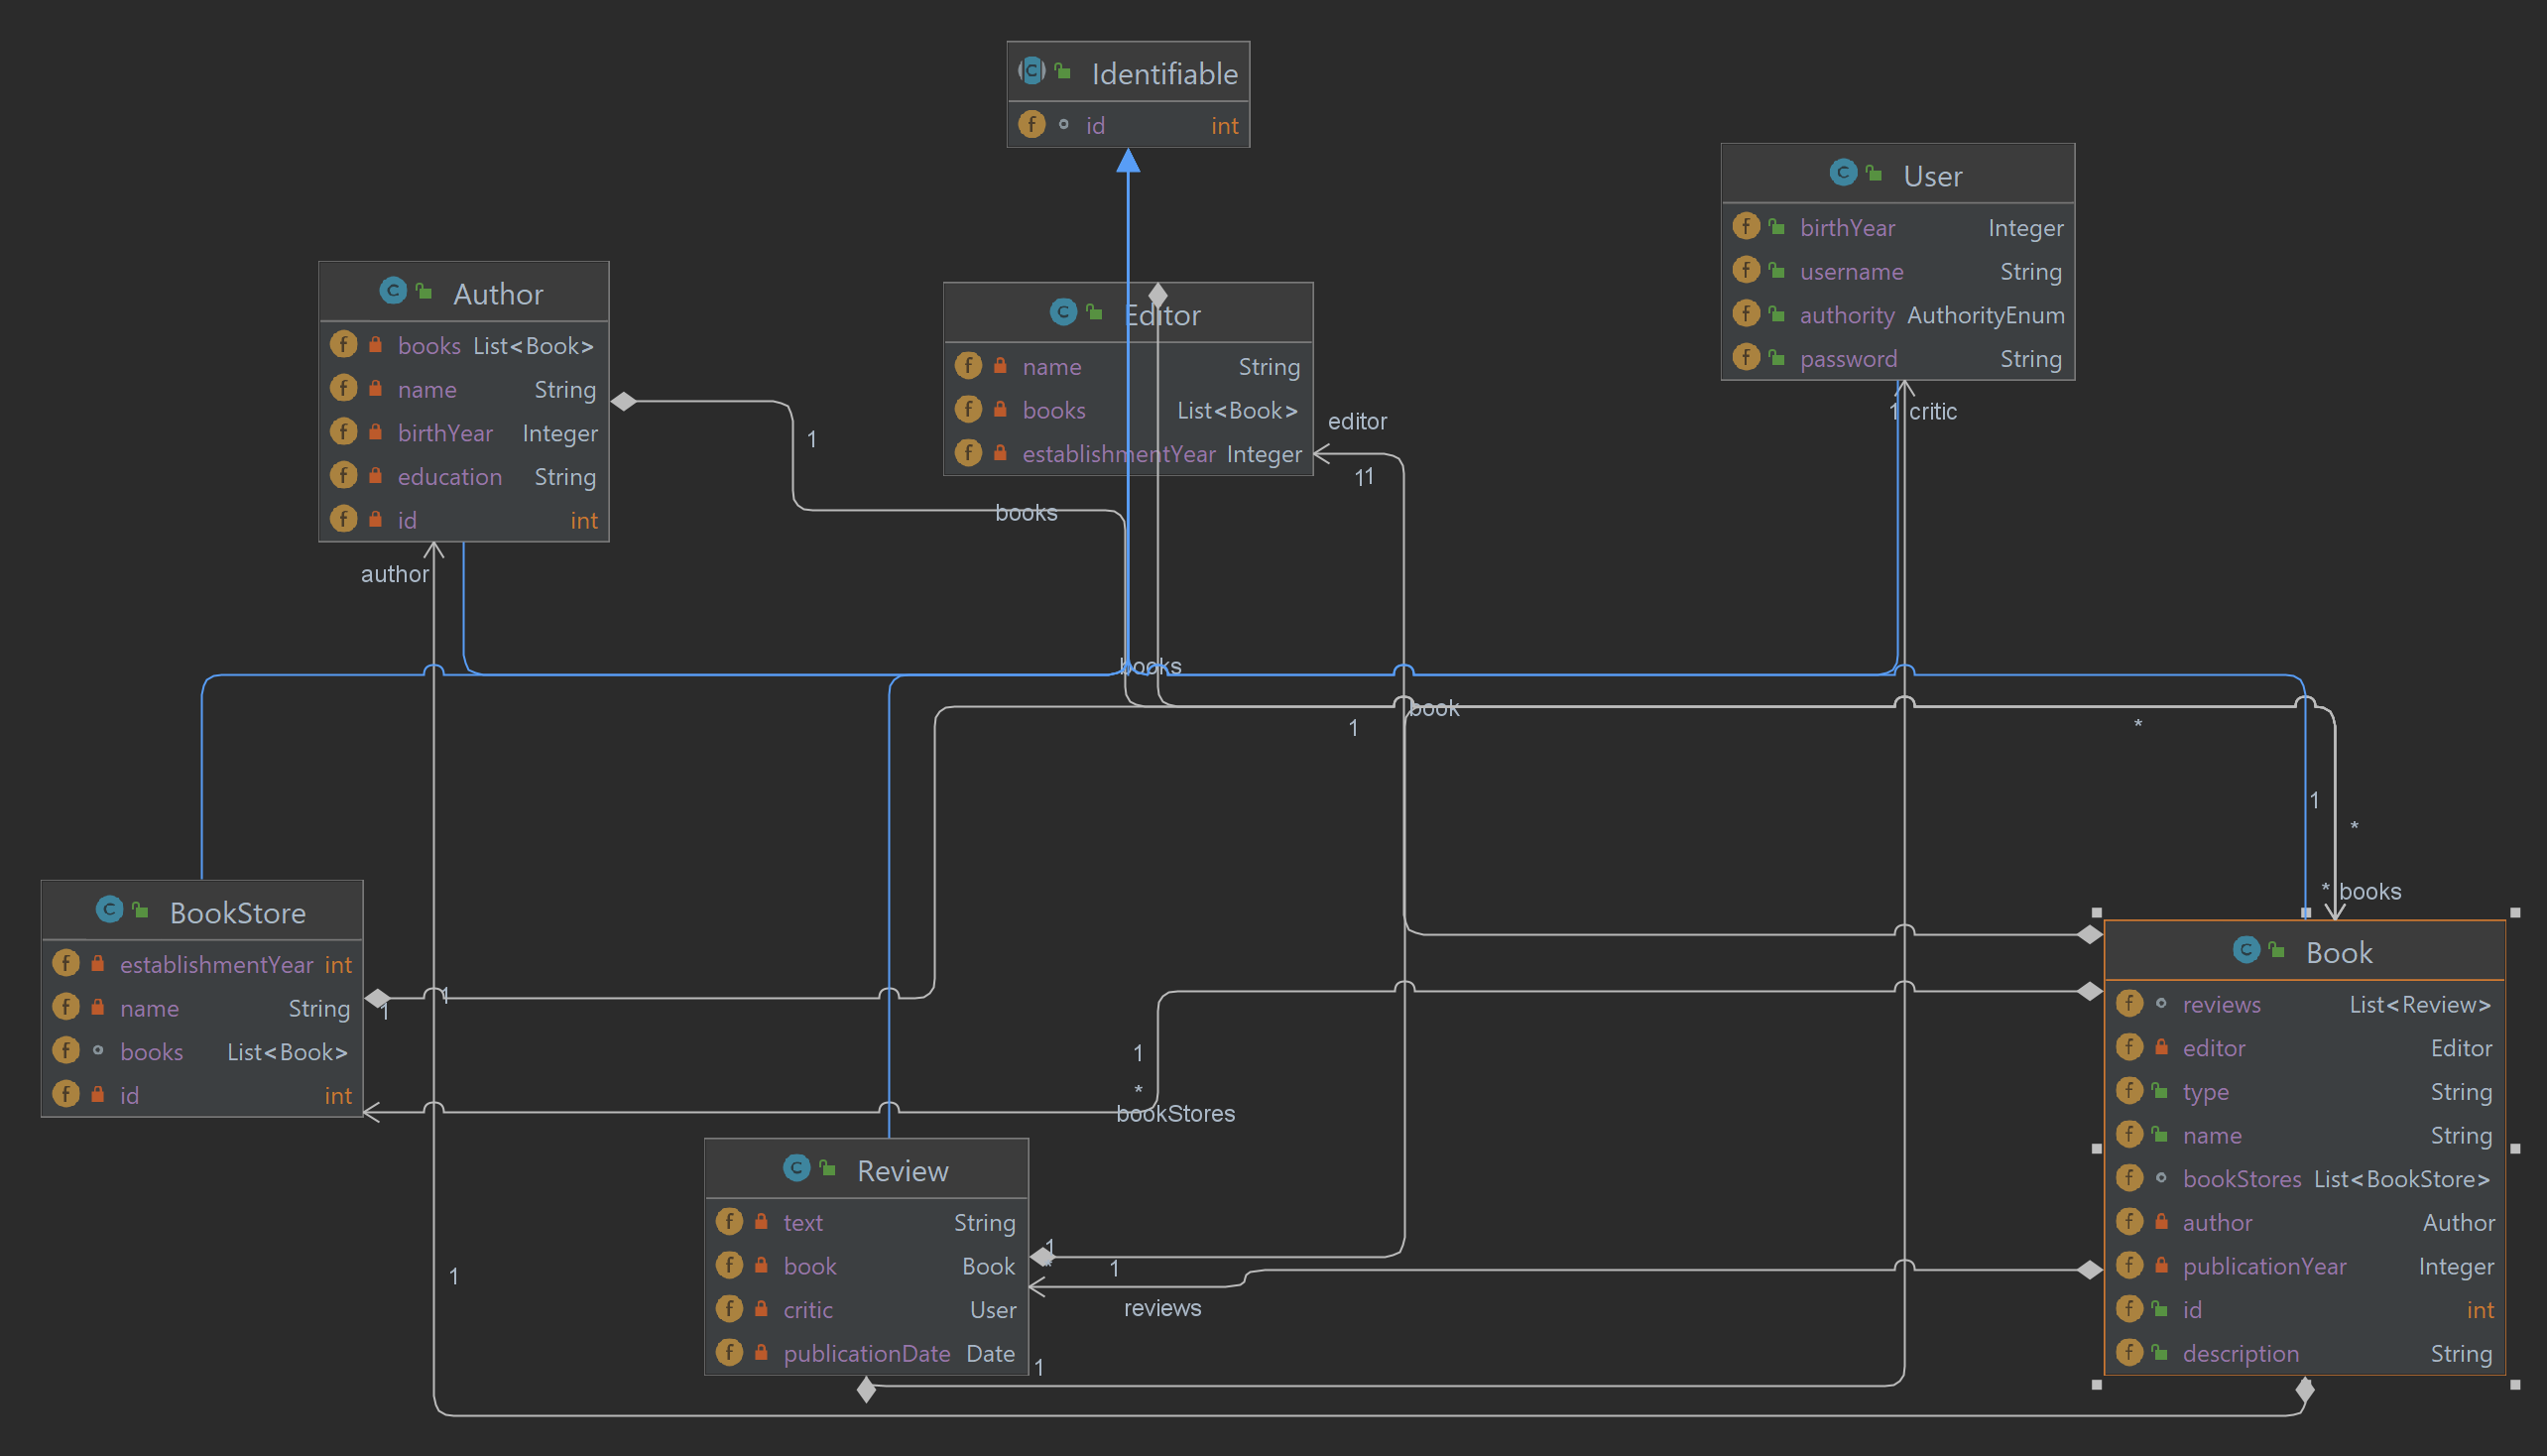 Identifiable
id int
User
birthYear Integer
username String
authority AuthorityEnum
password String
1 critic
Author
books List<Book>
name String
birthYear Integer
education String
id int
author
1
books
Editor
name String
books List<Book>
establishmentYear Integer
editor
11
books
book
1
*
1
*
* books
BookStore
establishmentYear int
name String
books List<Book>
id int
1
1
1
*
bookStores
Review
text String
book Book
critic User
publicationDate Date
1
1
reviews
1
1
Book
reviews List<Review>
editor Editor
type String
name String
bookStores List<BookStore>
author Author
publicationYear Integer
id int
description String